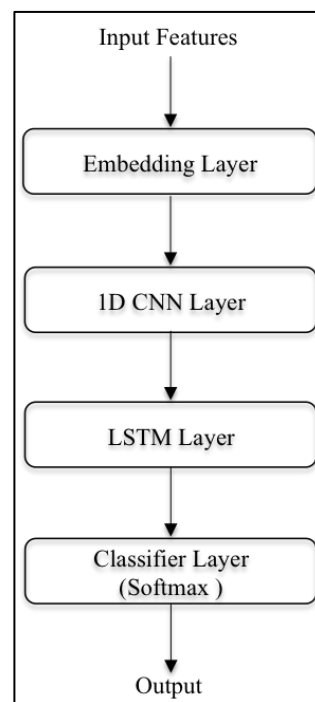 Input Features
Embedding Layer
1D CNN Layer
LSTM Layer
Classifier Layer
(Softmax )
Output